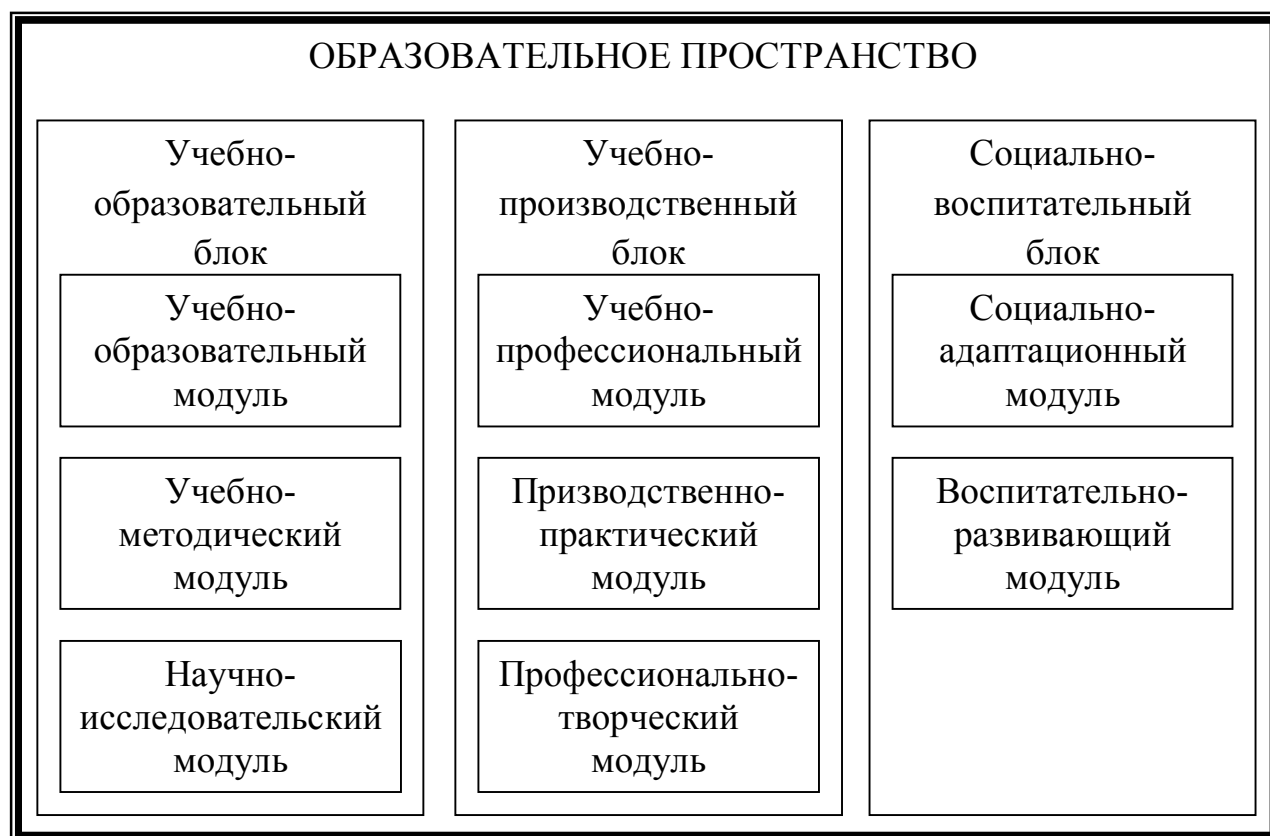 ОБРАЗОВАТЕЛЬНОЕ ПРОСТРАНСТВО
Учебно-
образовательный
блок
Учебно-
образовательный
модуль
Учебно-
методический
модуль
Научно-
исследовательский
модуль
Учебно-
производственный
блок
Учебно-
профессиональный
модуль
Призводственно-
практический
модуль
Профессионально-
творческий
модуль
Социально-
воспитательный
блок
Социально-
адаптационный
модуль
Воспитательно-
развивающий
модуль